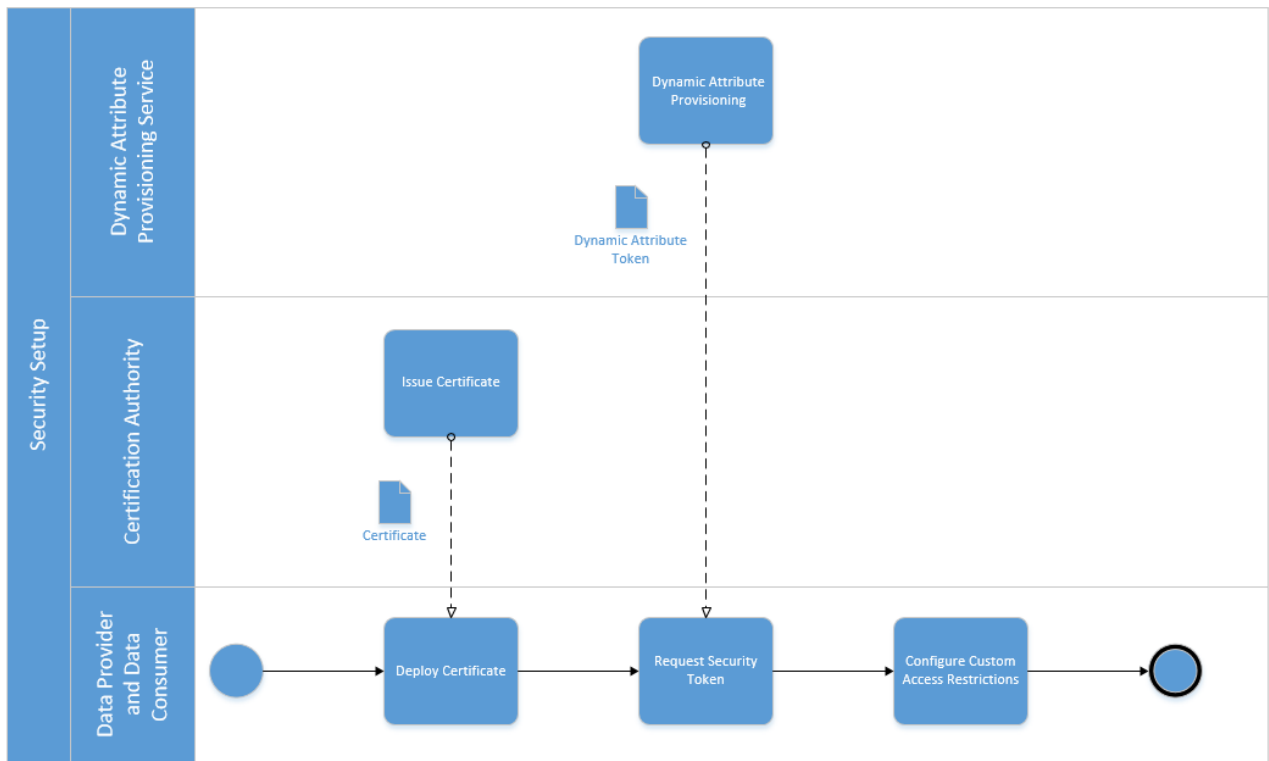 Security Setup
Dynamic Attribute
Provisioning Service
Dynamic Attribute
Provisioning
Dynamic Attribute
Token
Certification Authority
Issue Certificate
Certificate
Data Provider
and Data
Consumer
Deploy Certificate
Request Security
Token
Configure Custom
Access Restrictions